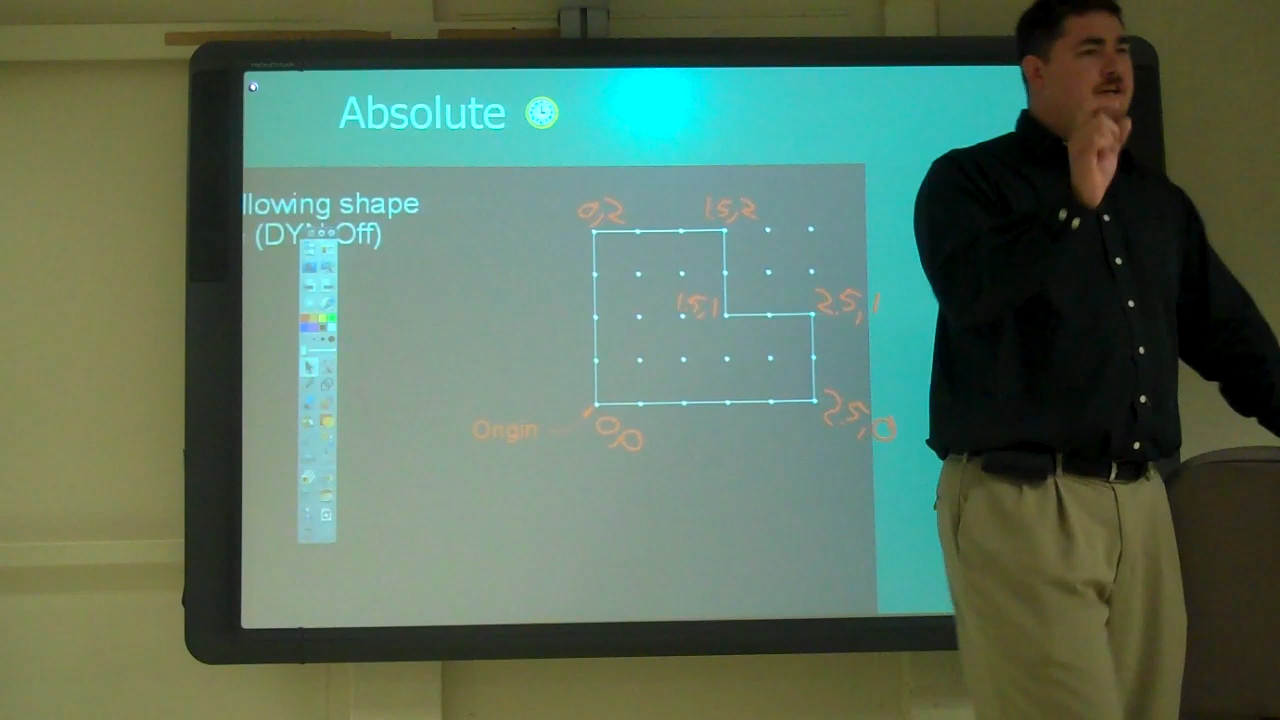 Absolute
llowing shape
(DYN Off)
0,2 1.5,2
1.5,1 2.5,1
Origin 0,0 2.5,0